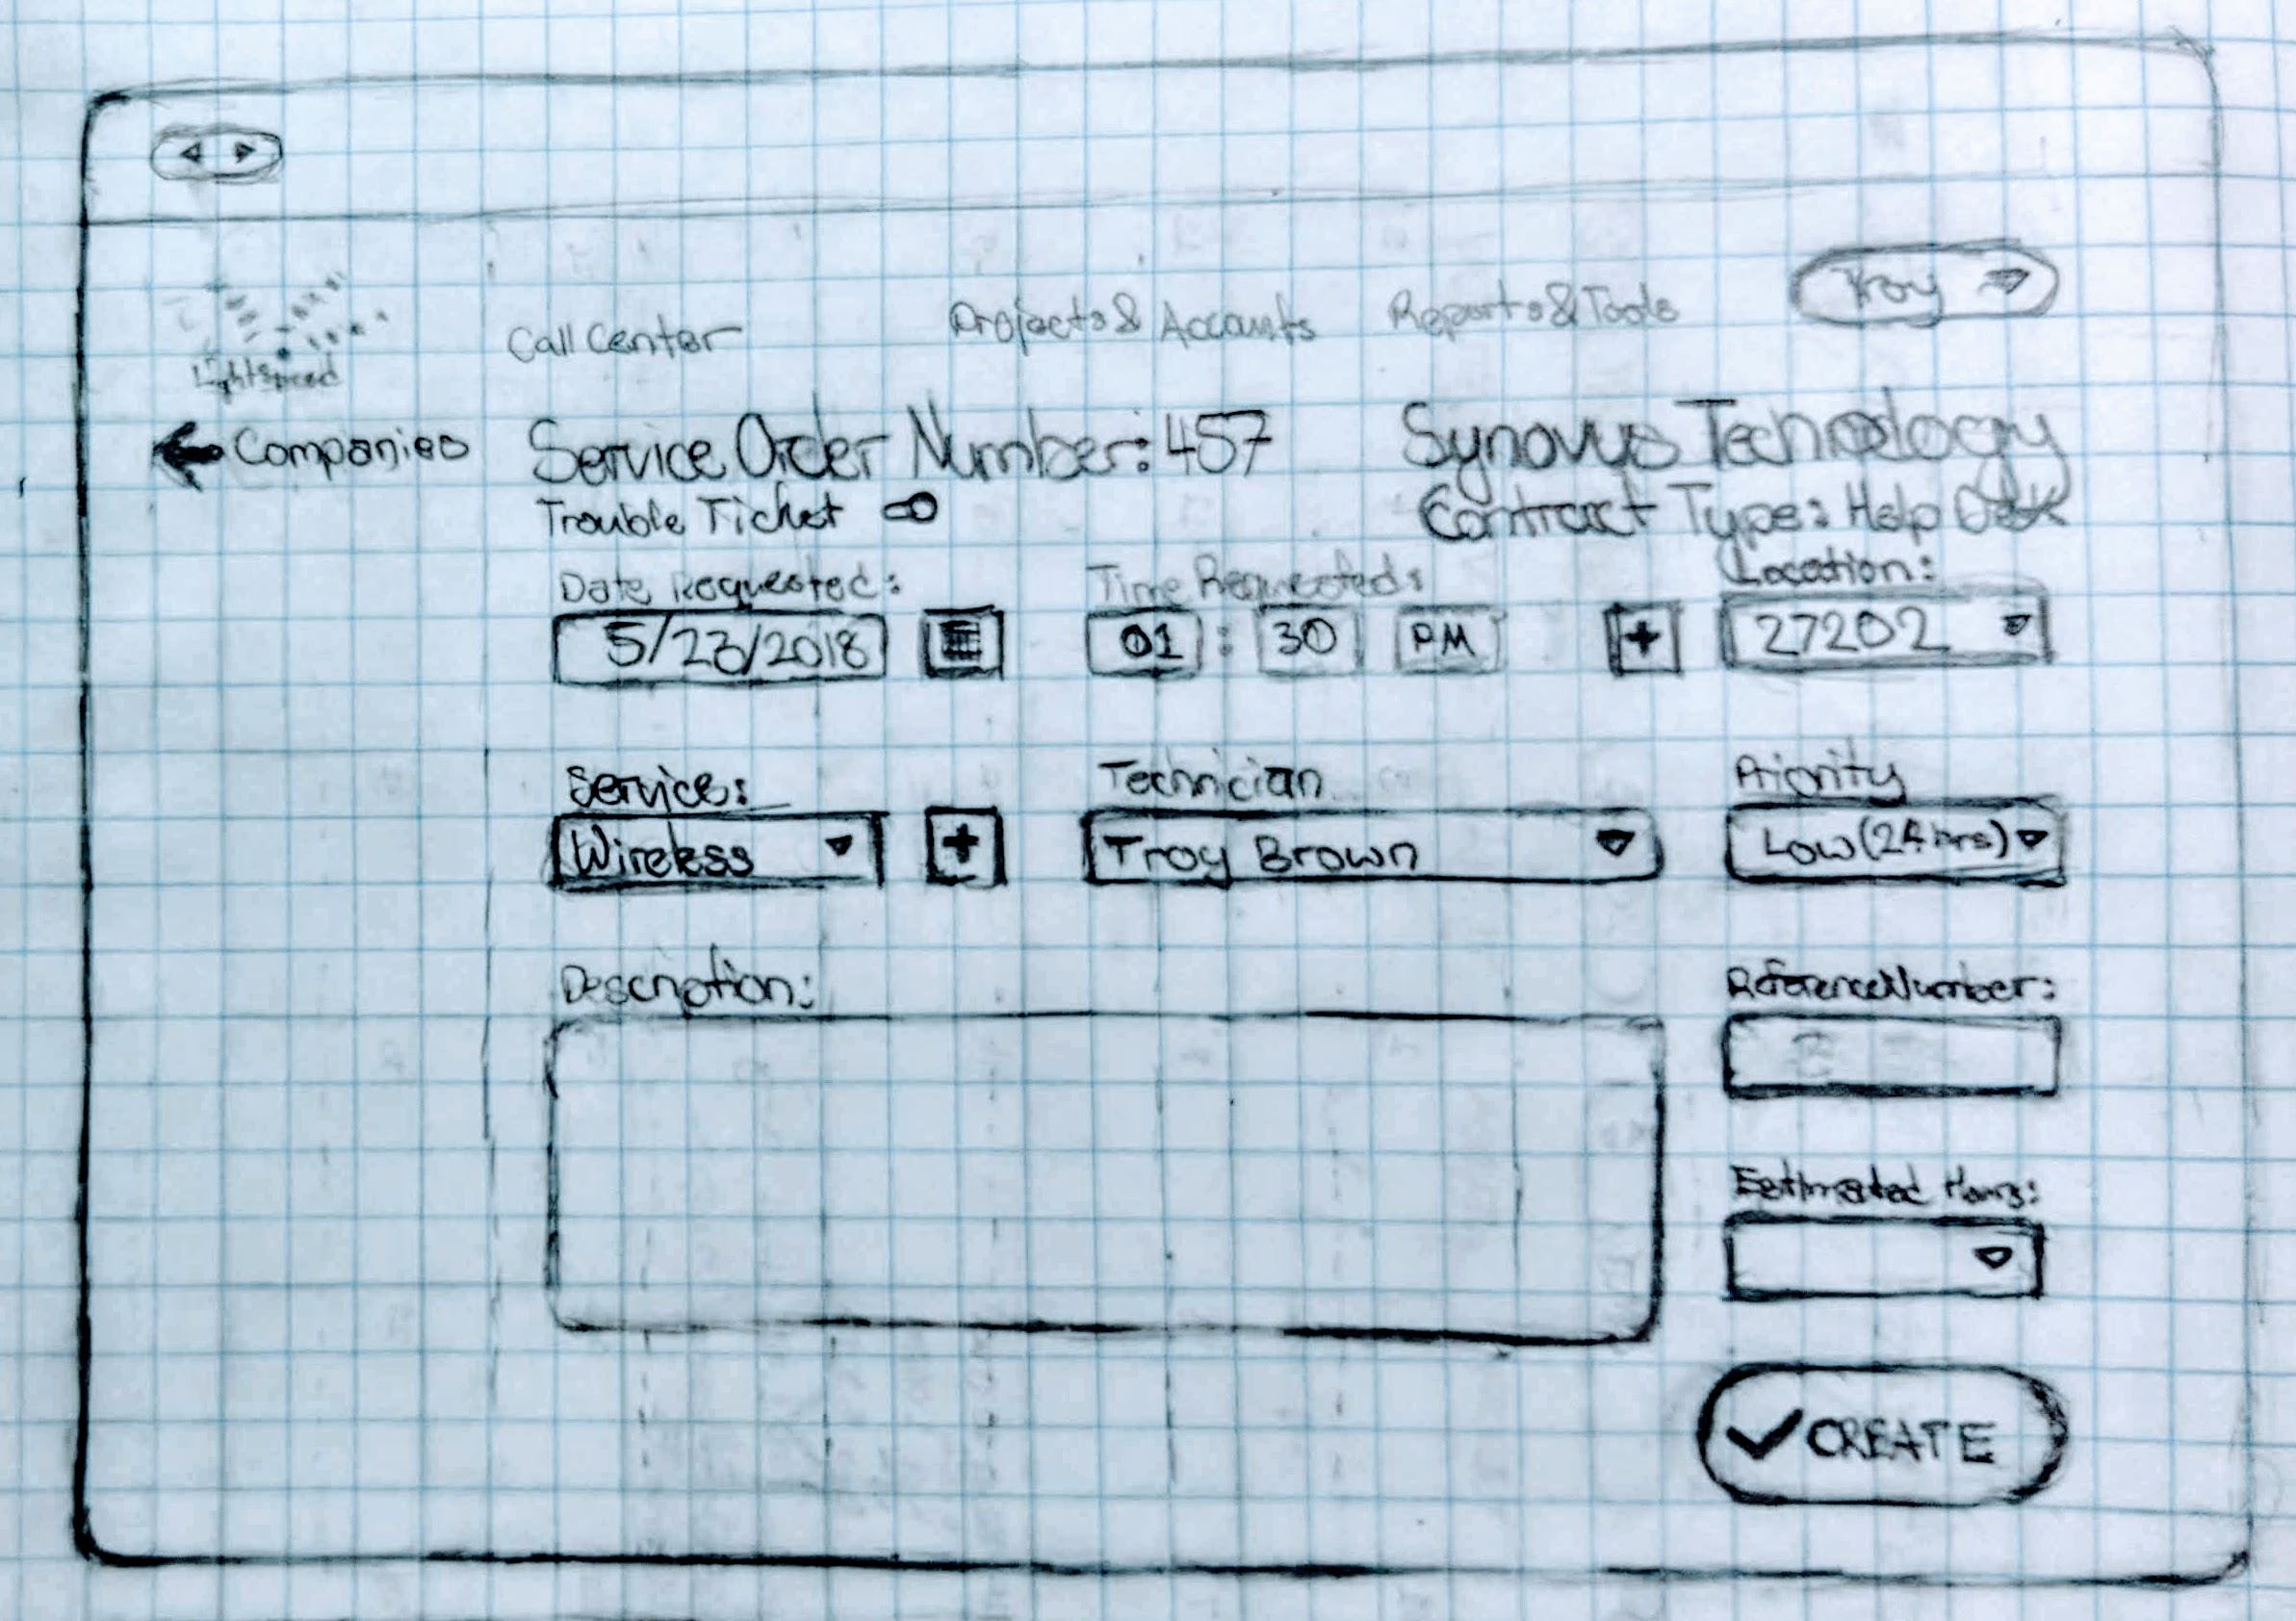 Troy
Call Center Projects & Accounts Reports & Tools
Lightspeed
Companies Service Order Number: 457 Synovys Technology
Trouble Ticket Contract Type: Help Desk
Date Requested: Time Requested: Location:
5/23/2018 01 : 30 PM + 27202
Service: Technician Priority
Wireless + Troy Brown Low (24 hrs)
Description: Reference Number:
Estimated Hours:
CREATE